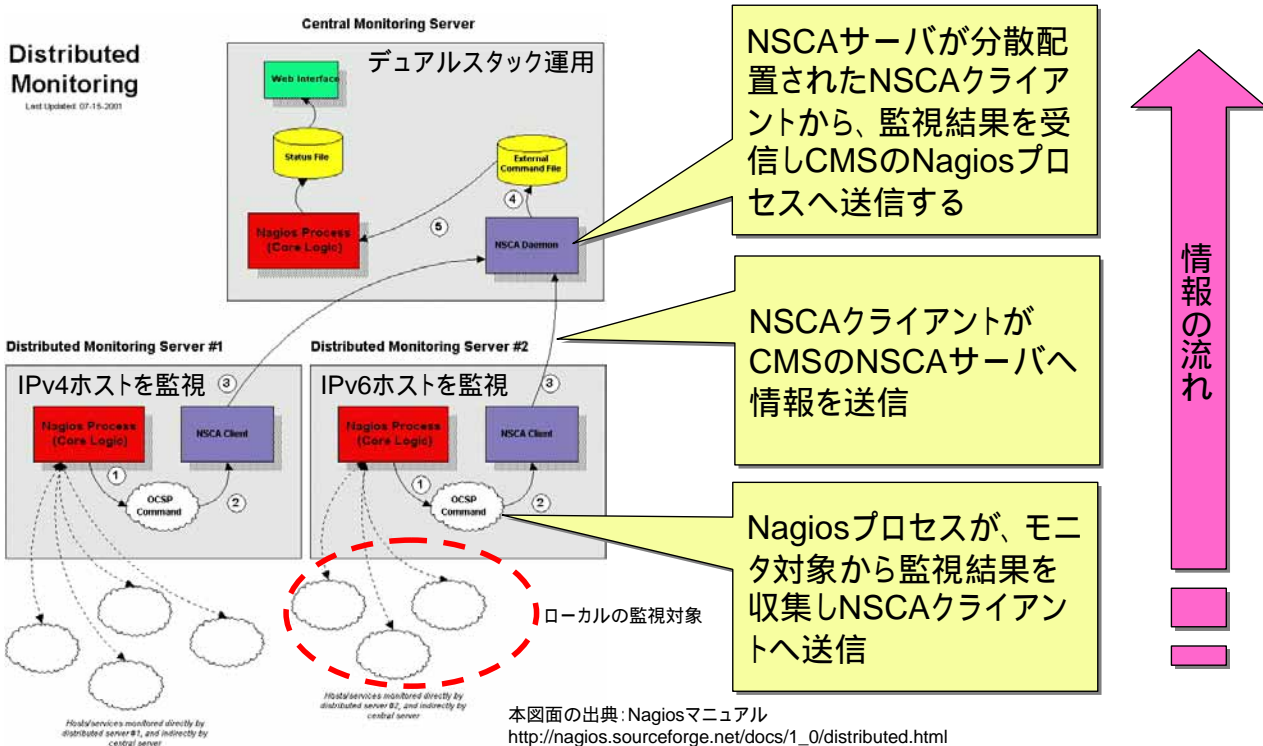 Distributed
Monitoring
Last Updated: 07-15-2001
Central Monitoring Server
デュアルスタック運用
Web Interface
Status File
External
Command File
Nagios Process
(Core Logic)
NSCA Daemon
④
⑤
NSCAサーバが分散配
置されたNSCAクライア
ントから、監視結果を受
信しCMSのNagiosプロ
セスへ送信する
情報の流れ
Distributed Monitoring Server #1
IPv4ホストを監視
③
Nagios Process
(Core Logic)
NSCA Client
①
OCSP
Command
②
Distributed Monitoring Server #2
IPv6ホストを監視
③
Nagios Process
(Core Logic)
NSCA Client
①
OCSP
Command
②
NSCAクライアントが
CMSのNSCAサーバへ
情報を送信
Nagiosプロセスが、モニ
タ対象から監視結果を
収集しNSCAクライアン
トへ送信
ローカルの監視対象
Hosts/services monitored directly by
distributed server #2, and indirectly by
central server
Hosts/services monitored directly by
distributed server #1, and indirectly by
central server
本図面の出典：Nagiosマニュアル
http://nagios.sourceforge.net/docs/1_0/distributed.html